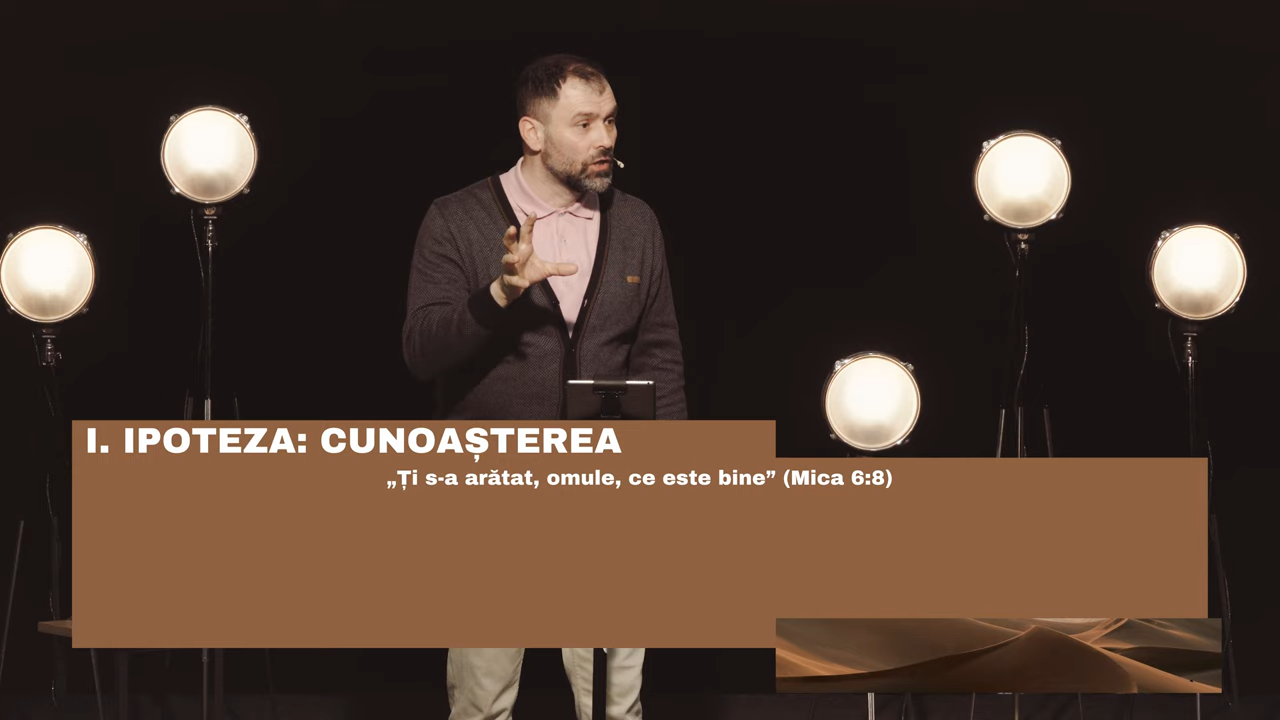 I. IPOTEZA: CUNOAȘTEREA
„Ți s-a arătat, omule, ce este bine” (Mica 6:8)